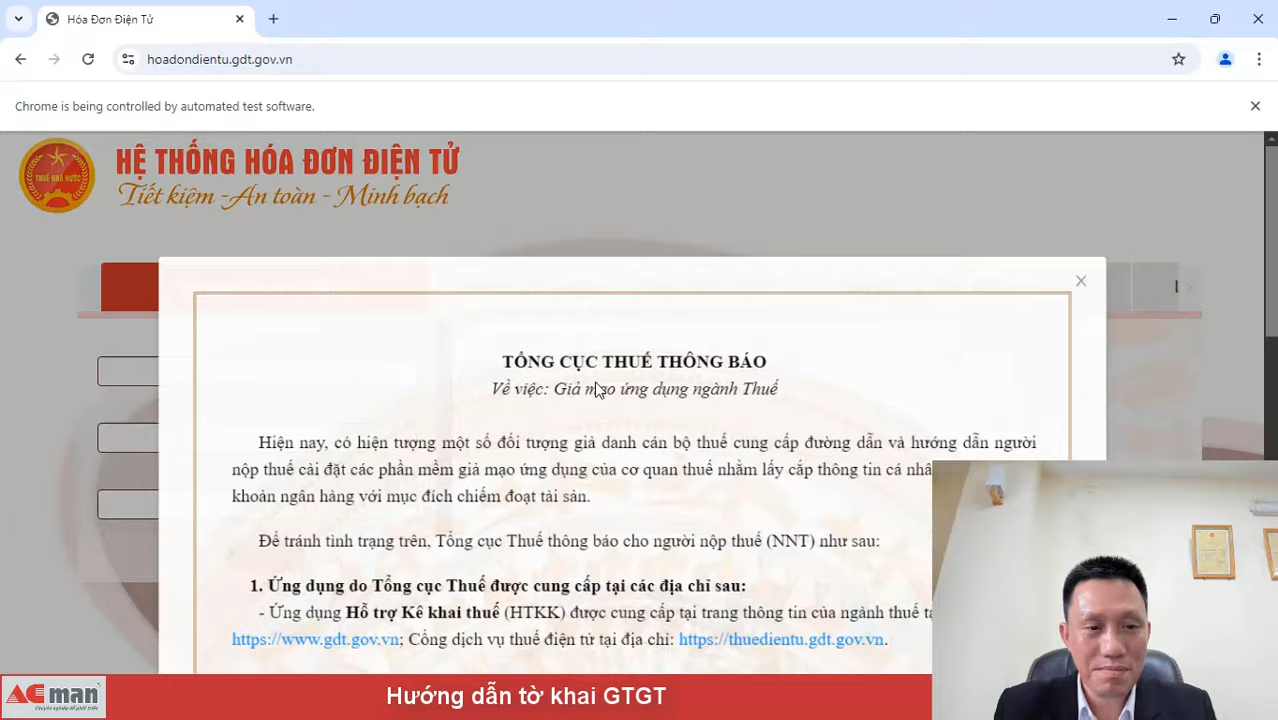 Hóa Đơn Điện Tử
hoadondientu.gdt.gov.vn
Chrome is being controlled by automated test software.
THUẾ NHÀ NƯỚC
HỆ THỐNG HÓA ĐƠN ĐIỆN TỬ
Tiết kiệm -An toàn - Minh bạch
TỔNG CỤC THUẾ THÔNG BÁO
Về việc: Giả mạo ứng dụng ngành Thuế
Hiện nay, có hiện tượng một số đối tượng giả danh cán bộ thuế cung cấp đường dẫn và hướng dẫn người
nộp thuế cài đặt các phần mềm giả mạo ứng dụng của cơ quan thuế nhằm lấy cắp thông tin cá
khoản ngân hàng với mục đích chiếm đoạt tài sản.
Để tránh tình trạng trên, Tổng cục Thuế thông báo cho người nộp thuế (NNT) như sau:
1. Ứng dụng do Tổng cục Thuế được cung cấp tại các địa chỉ sau:
- Ứng dụng Hỗ trợ Kê khai thuế (HTKK) được cung cấp tại trang thông tin của ngành thuế
https://www.gdt.gov.vn; Cổng dịch vụ thuế điện tử tại địa chỉ: https://thuedientu.gdt.gov.vn.
ACman
Chuyên nghiệp để phát triển
Hướng dẫn tờ khai GTGT